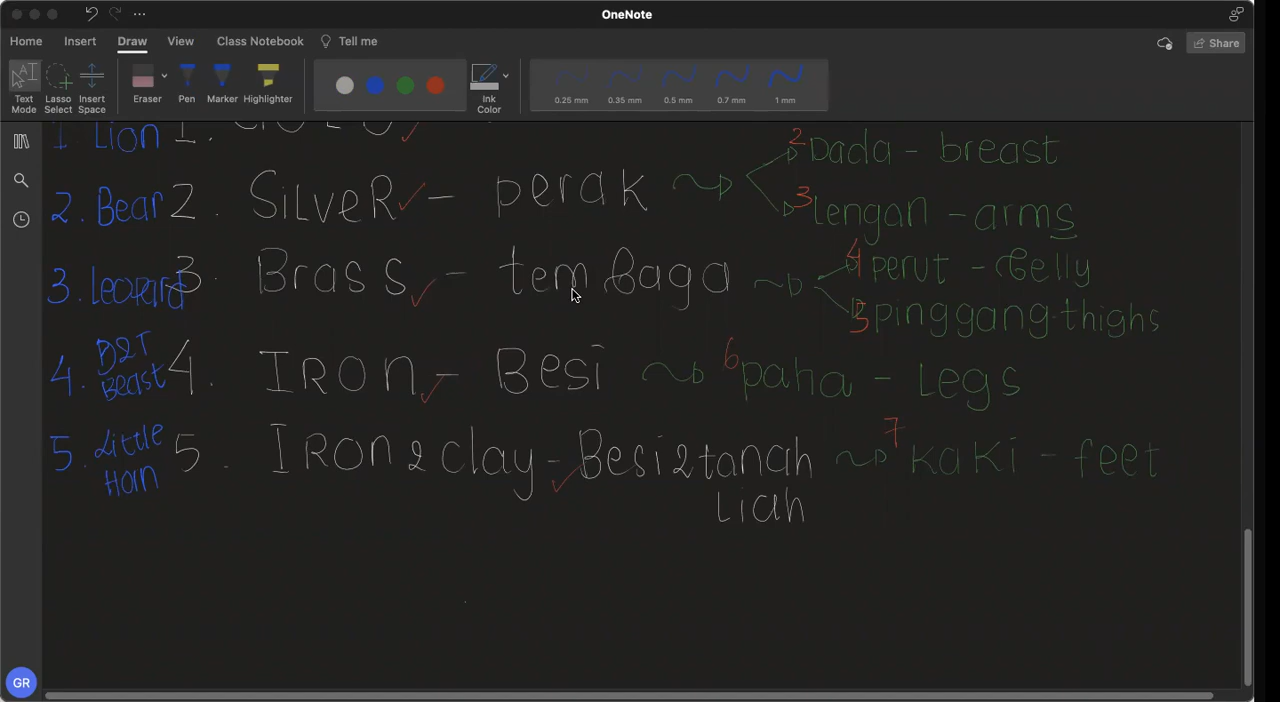 OneNote
Home Insert Draw View Class Notebook Tell me
Share
Text Mode
Lasso Select
Insert Space
Eraser
Pen
Marker
Highlighter
Ink Color
0.25 mm 0.35 mm 0.5 mm 0.7 mm 1 mm
1 Lion 1. GOLD
2 Dada - breast
2. Bear 2. SilveR - perak
3 lengan - arms
3. leopard 3. Brass - tembaga
4 perut - belly
5 pinggang-thighs
4. D&T Beast 4. IRON - Besi 6 paha - Legs
5. Little Horn 5. IRON & clay - Besi & tanah Liah 7 kaki - feet
GR